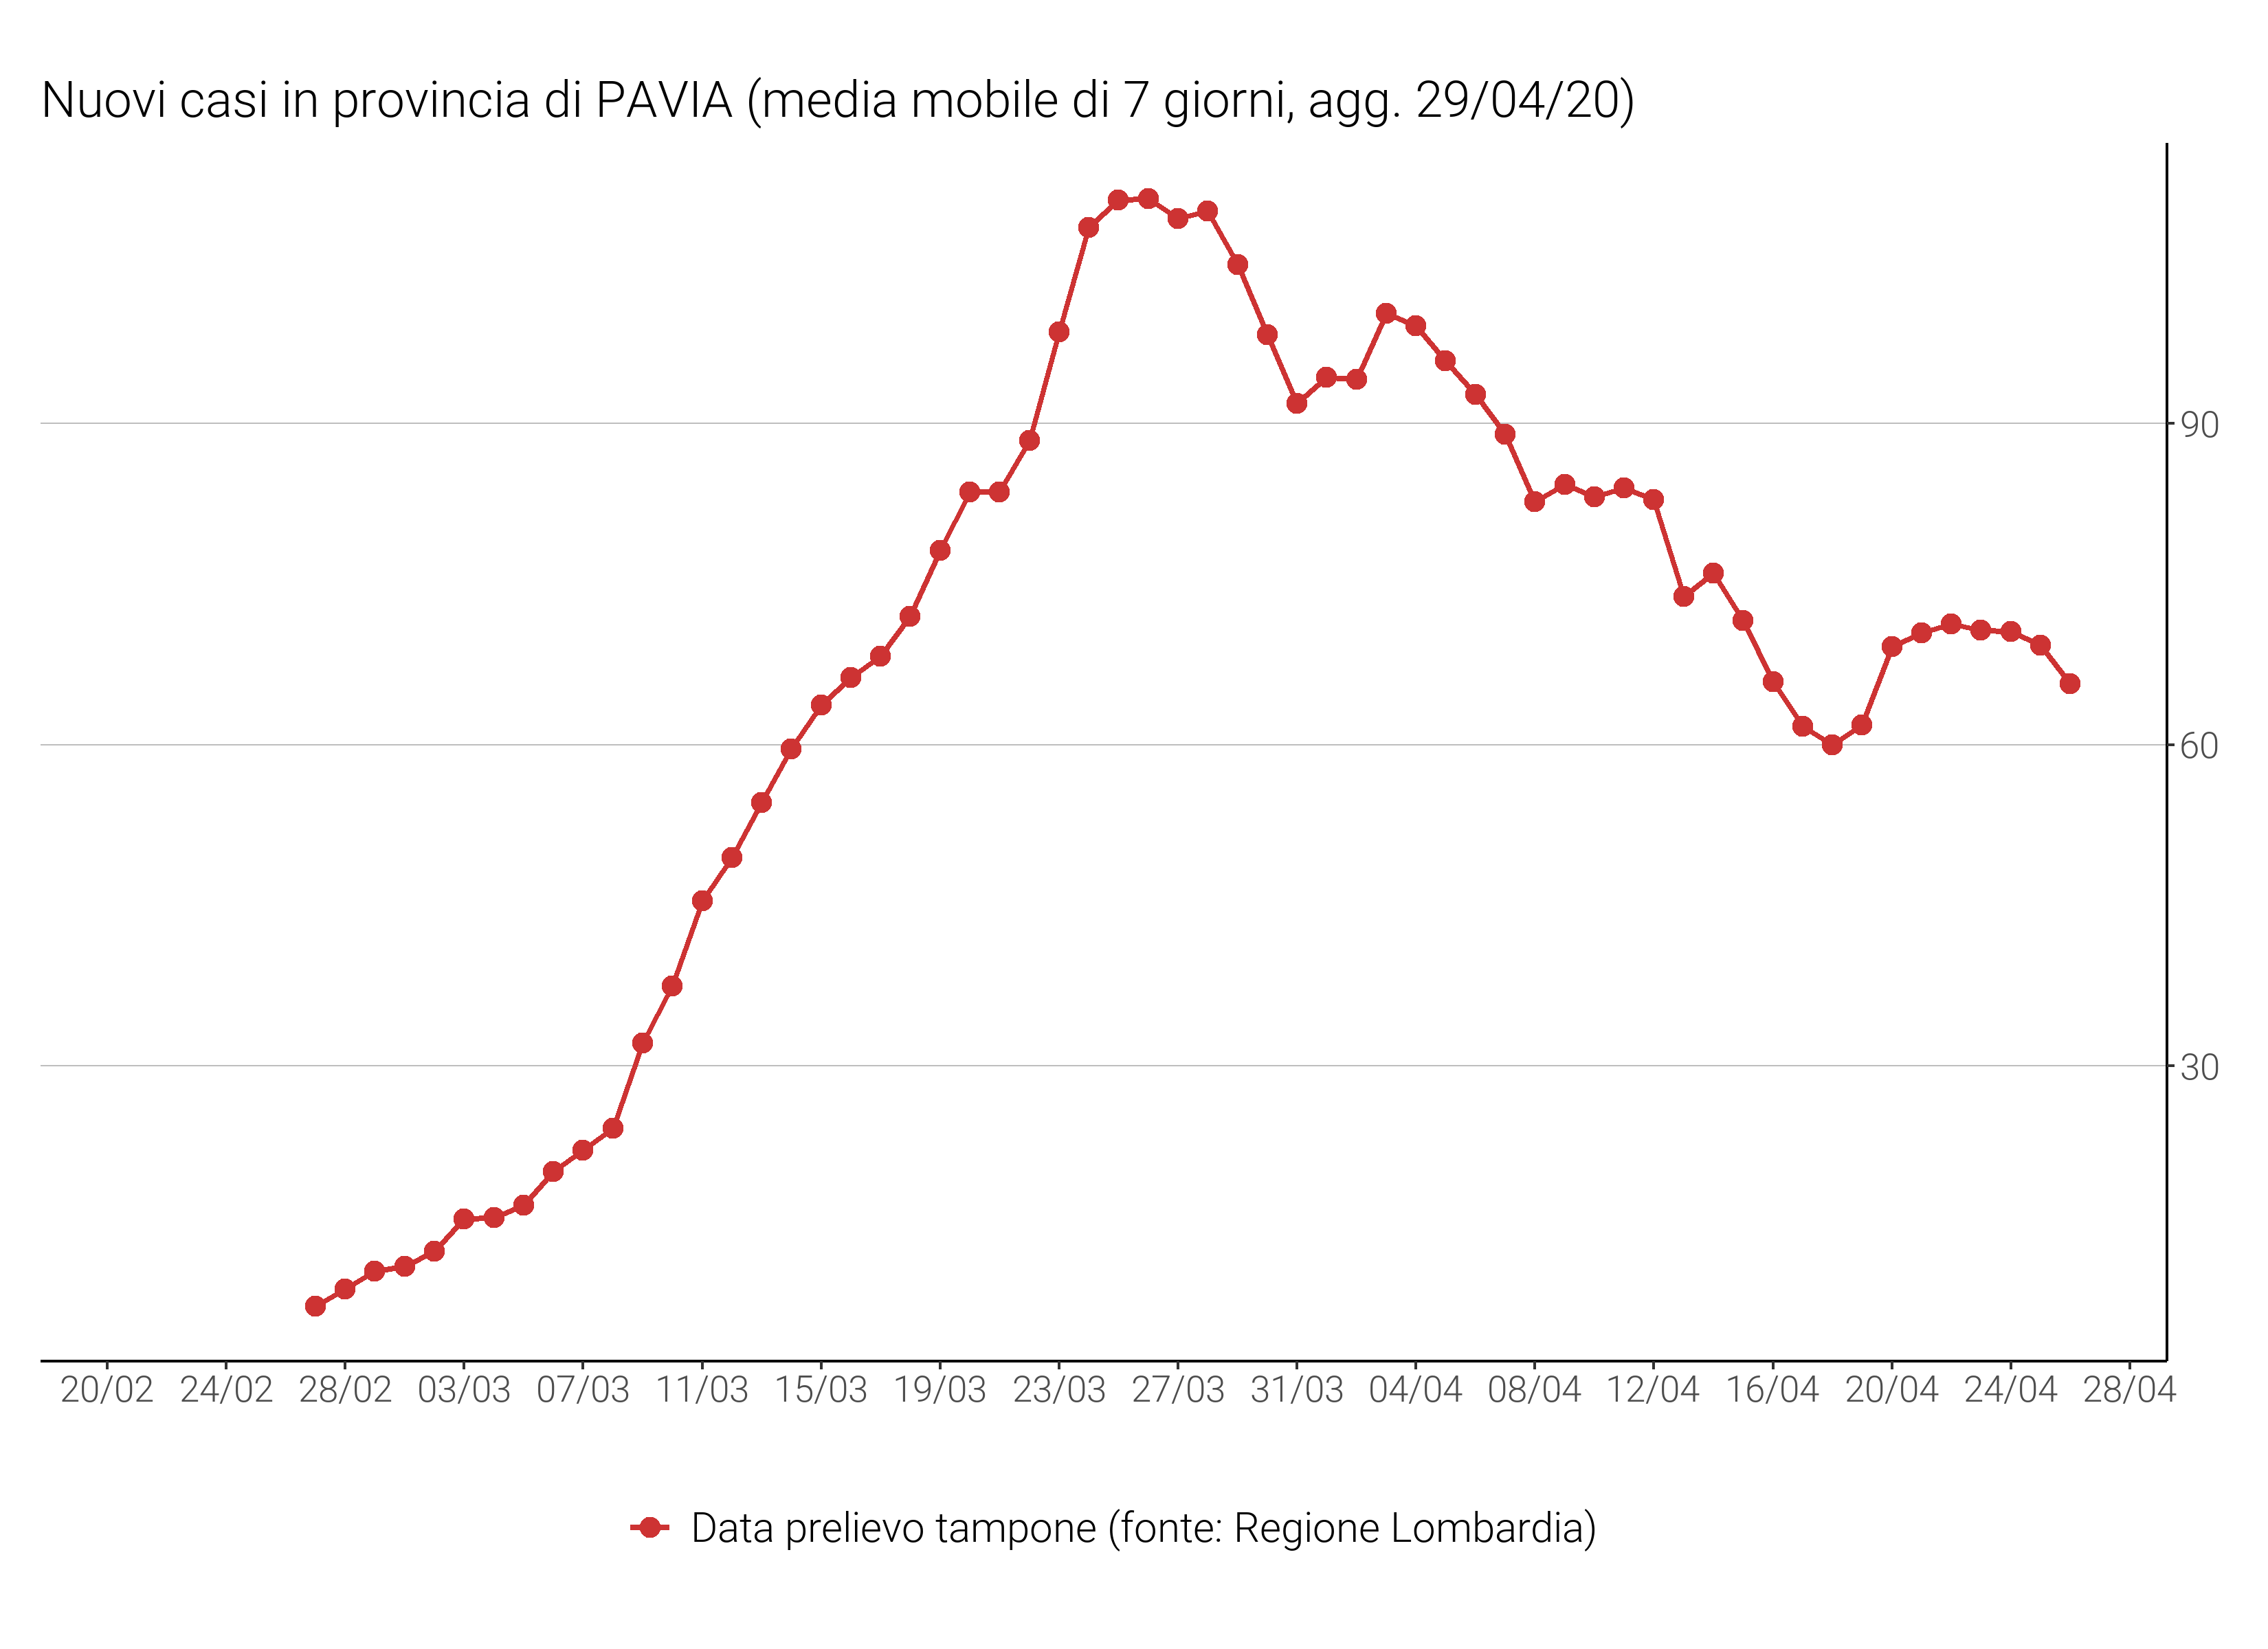 Nuovi casi in provincia di PAVIA (media mobile di 7 giorni, agg. 29/04/20)
90
60
30
20/02 24/02 28/02 03/03 07/03 11/03 15/03 19/03 23/03 27/03 31/03 04/04 08/04 12/04 16/04 20/04 24/04 28/04
Data prelievo tampone (fonte: Regione Lombardia)